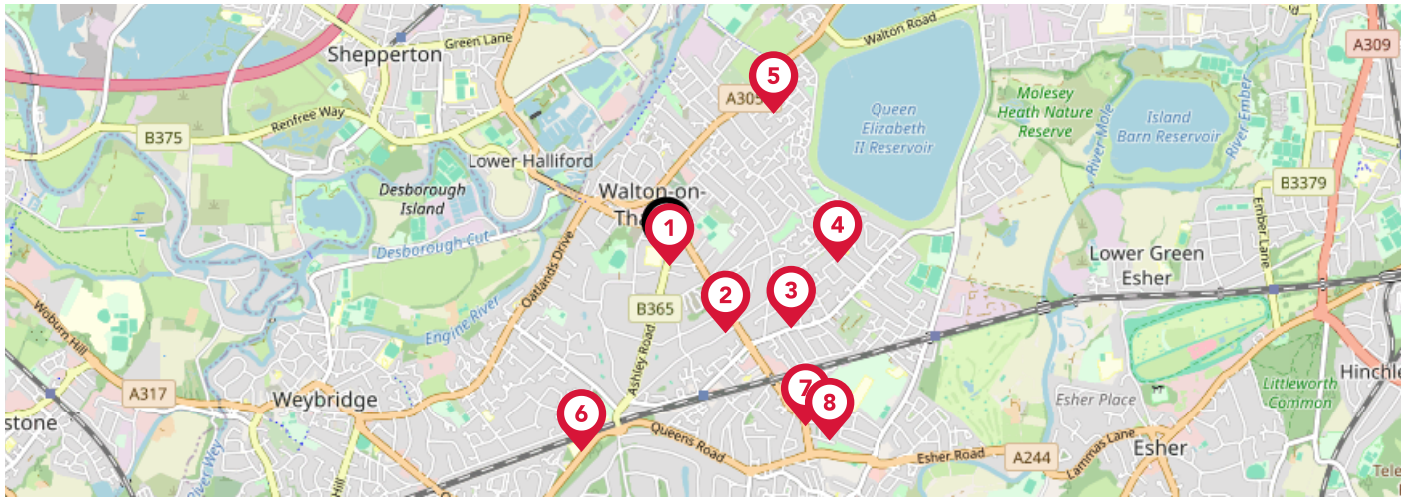 Shepperton
Green Lane
Walton Road
A309
5
A305
Queen
Elizabeth
II Reservoir
Molesey
Heath Nature
Reserve
River Mole
Island
Barn Reservoir
River Ember
B375
Renfree Way
Lower Halliford
Desborough
Island
Walton-on-
B3379
Ember Lane
1
4
Desborough Cut
Oatlands Drive
Lower Green
Esher
Engine River
B365
2
3
Woburn Hill
Ashley Road
A317
Weybridge
stone
6
7
8
Esher Place
Littleworth
Common
Hinchle
Queens Road
Esher Road
A244
Lammas Lane
Esher
River Wey
Hill
Tele